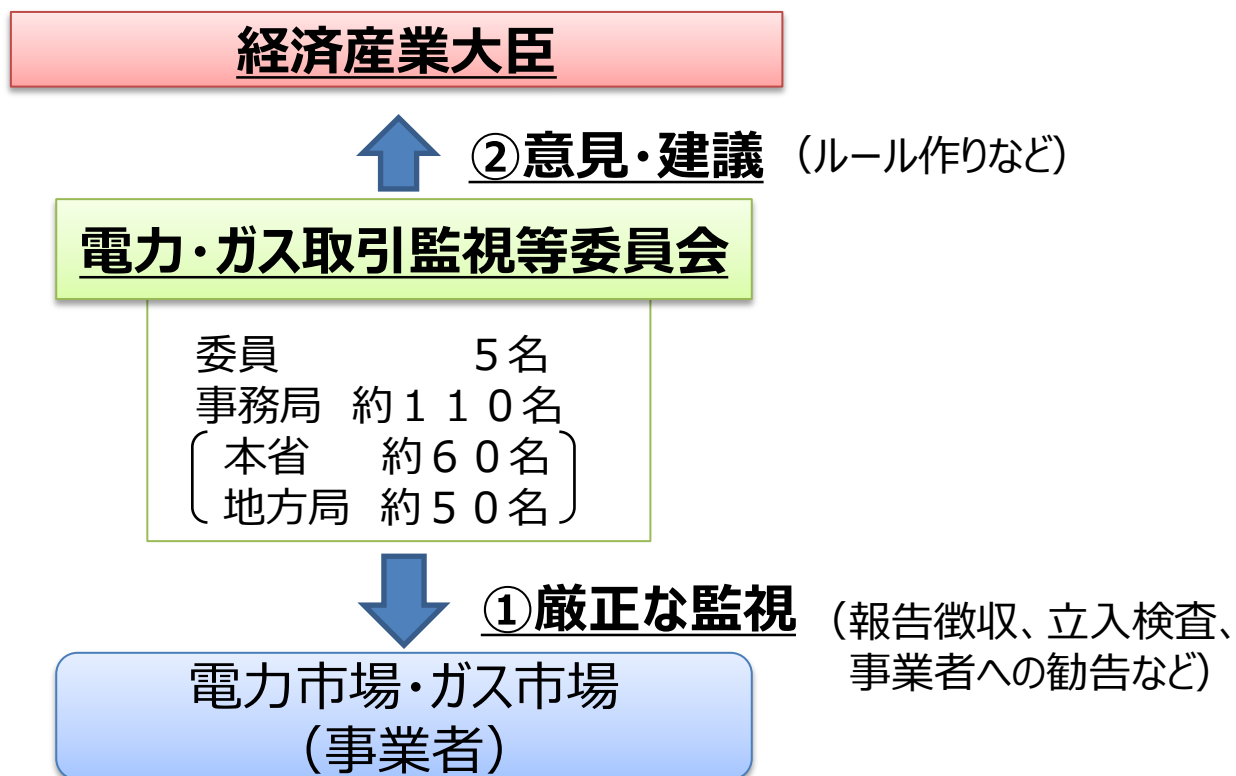 経済産業大臣
②意見・建議（ルール作りなど）
電力・ガス取引監視等委員会
委員　　　　　５名
事務局　約１１０名
本省　　約６０名
地方局　約５０名
①厳正な監視（報告徴収、立入検査、
事業者への勧告など）
電力市場・ガス市場
（事業者）